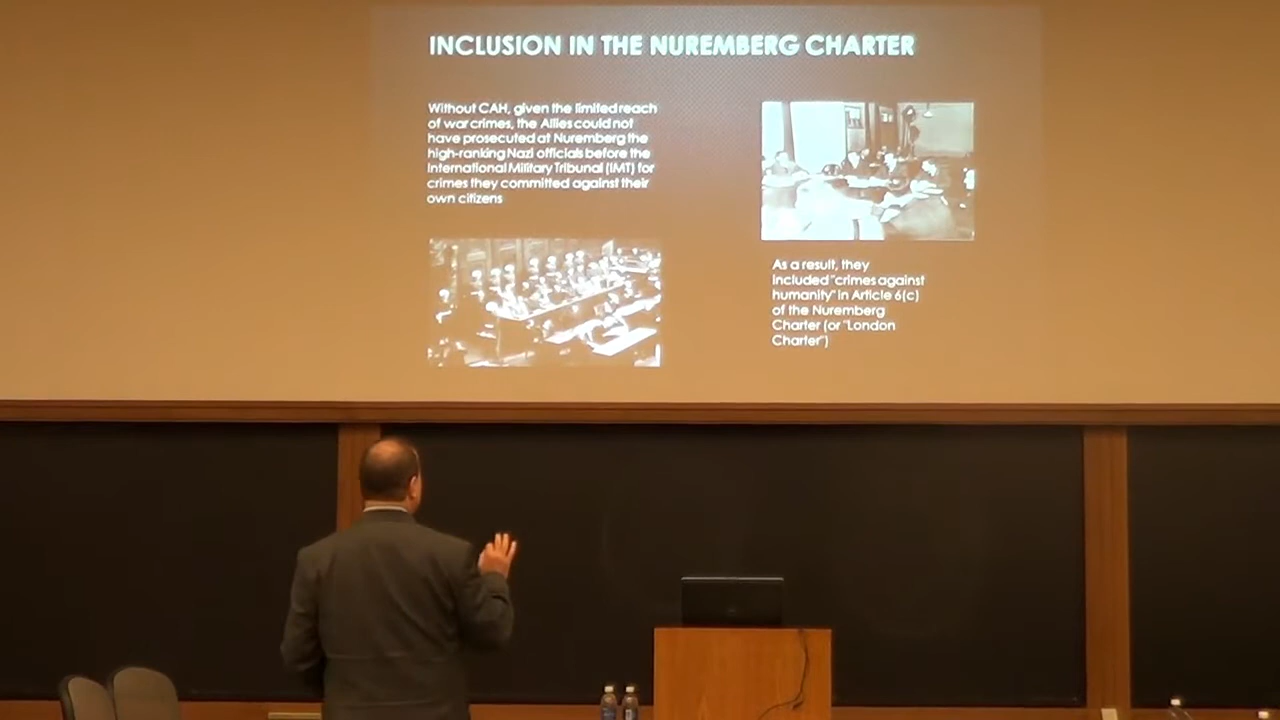 INCLUSION IN THE NUREMBERG CHARTER
Without CAH, given the limited reach
of war crimes, the Allies could not
have prosecuted at Nuremberg the
high-ranking Nazi officials before the
International Military Tribunal (IMT) for
crimes they committed against their
own citizens
As a result, they
included "crimes against
humanity" in Article 6(c)
of the Nuremberg
Charter (or "London
Charter")